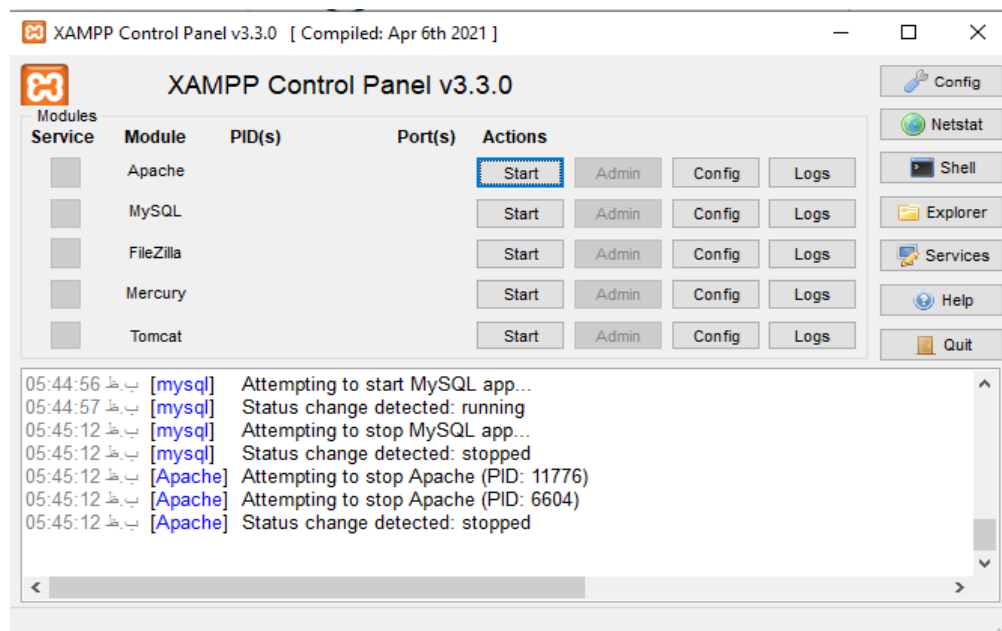 XAMPP Control Panel v3.3.0 [ Compiled: Apr 6th 2021 ]
XAMPP Control Panel v3.3.0
Config
Modules
Service Module PID(s) Port(s) Actions
Netstat
Apache Start Admin Config Logs
Shell
MySQL Start Admin Config Logs
Explorer
FileZilla Start Admin Config Logs
Services
Mercury Start Admin Config Logs
Help
Tomcat Start Admin Config Logs
Quit
05:44:56 ب.ظ [mysql] Attempting to start MySQL app...
05:44:57 ب.ظ [mysql] Status change detected: running
05:45:12 ب.ظ [mysql] Attempting to stop MySQL app...
05:45:12 ب.ظ [mysql] Status change detected: stopped
05:45:12 ب.ظ [Apache] Attempting to stop Apache (PID: 11776)
05:45:12 ب.ظ [Apache] Attempting to stop Apache (PID: 6604)
05:45:12 ب.ظ [Apache] Status change detected: stopped